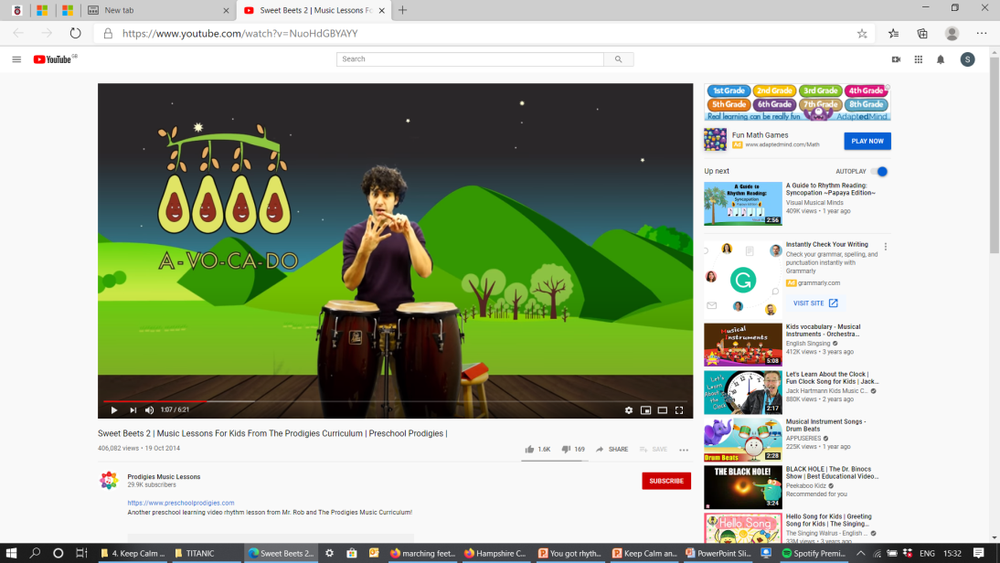 New tab
Sweet Beets 2 | Music Lessons Fo
https://www.youtube.com/watch?v=NuoHdGBYAYY
YouTube GB
Search
S
A-VO-CA-DO
1:07 / 6:21
Sweet Beets 2 | Music Lessons For Kids From The Prodigies Curriculum | Preschool Prodigies |
406,082 views • 19 Oct 2014
1.6K
169
SHARE
SAVE
Prodigies Music Lessons
29.9K subscribers
SUBSCRIBE
https://www.preschoolprodigies.com
Another preschool learning video rhythm lesson from Mr. Rob and The Prodigies Music Curriculum!
1st Grade 2nd Grade 3rd Grade 4th Grade
5th Grade 6th Grade 7th Grade 8th Grade
Real learning can be really fun AdaptedMind
Fun Math Games
Ad www.adaptedmind.com/Math
PLAY NOW
Up next
AUTOPLAY
A Guide to
Rhythm Reading:
Syncopation
2:56
A Guide to Rhythm Reading:
Syncopation ~Papaya Edition~
Visual Musical Minds
409K views • 1 year ago
Instantly Check Your Writing
Check your grammar, spelling, and
punctuation instantly with
Grammarly
Ad grammarly.com
VISIT SITE
Musical
Instruments
5:08
Kids vocabulary - Musical
Instruments - Orchestra...
English Singsing
412K views • 3 years ago
Let's Learn
About To
the Clock
2:17
Let's Learn About the Clock |
Fun Clock Song for Kids | Jack...
Jack Hartmann Kids Music C...
880K views • 2 years ago
Drum Beats
2:28
Musical Instrument Songs -
Drum Beats
APPUSERIES
225K views • 1 year ago
THE BLACK HOLE!
3:24
BLACK HOLE | The Dr. Binocs
Show | Best Educational Video...
Peekaboo Kidz
Recommended for you
Hello Song
Hello Song for Kids | Greeting
Song for Kids | The Singing...
The Singing Walrus - English ...
33M views • 6 years ago
4. Keep Calm ...
TITANIC
Sweet Beets 2...
marching feet...
Hampshire C...
You got rhyth...
Keep Calm an...
PowerPoint Sli...
Spotify Premi...
ENG
15:32